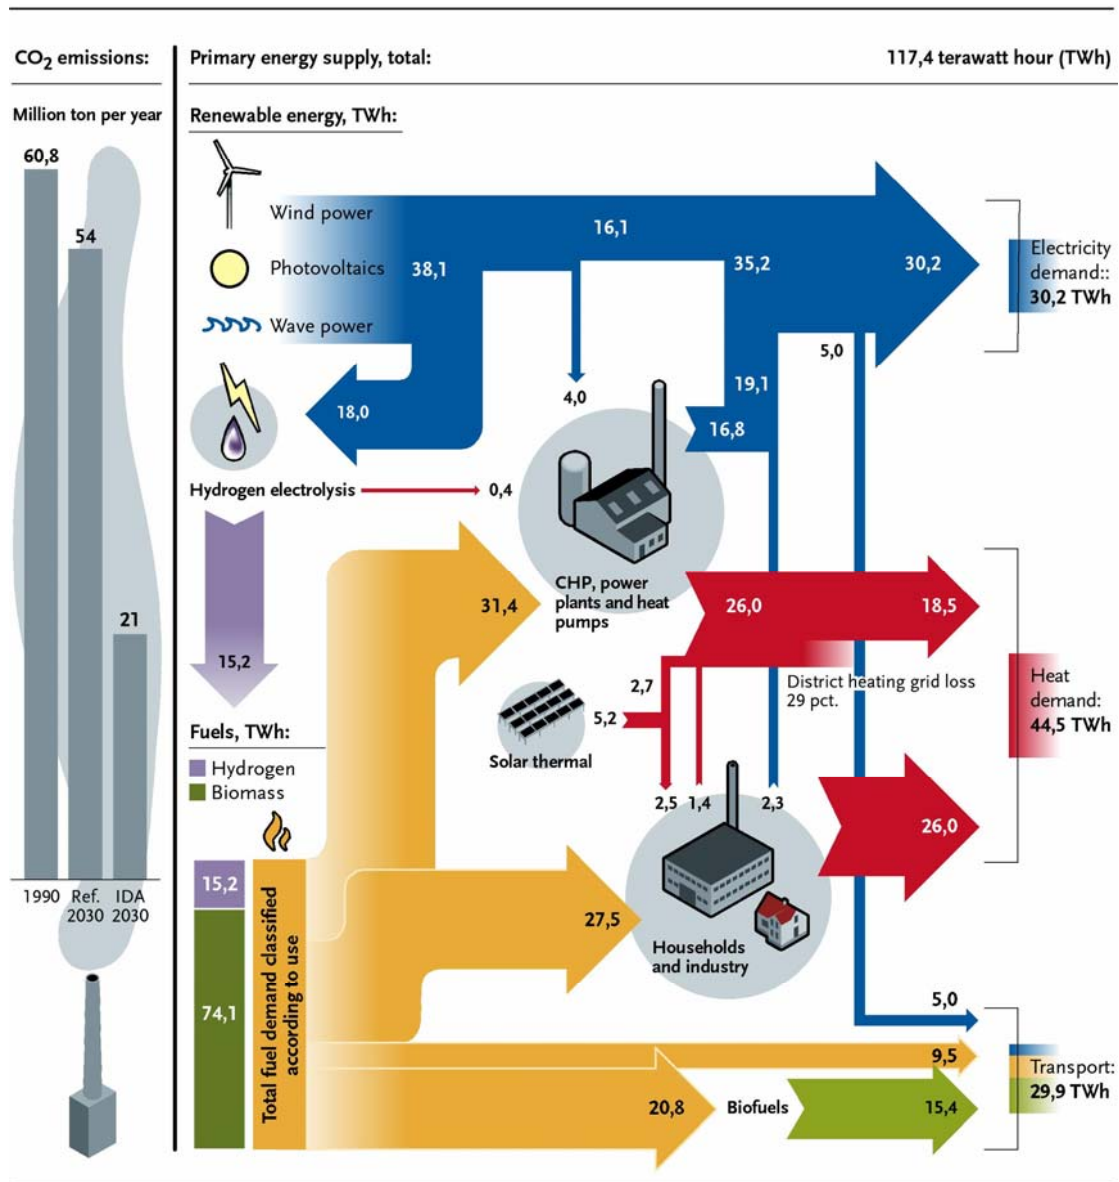 CO2 emissions:
Primary energy supply, total:
117,4 terawatt hour (TWh)
Million ton per year
Renewable energy, TWh:
60,8
54
21
1990
Ref.
2030
IDA
2030
Wind power
Photovoltaics
Wave power
38,1
16,1
35,2
30,2
Electricity
demand::
30,2 TWh
18,0
4,0
19,1
16,8
5,0
Hydrogen electrolysis
0,4
15,2
31,4
CHP, power
plants and heat
pumps
26,0
18,5
District heating grid loss
29 pct.
Heat
demand:
44,5 TWh
2,7
5,2
Solar thermal
2,5
1,4
2,3
26,0
Fuels, TWh:
Hydrogen
Biomass
15,2
74,1
Total fuel demand classified
according to use
27,5
Households
and industry
5,0
9,5
Transport:
29,9 TWh
20,8
Biofuels
15,4